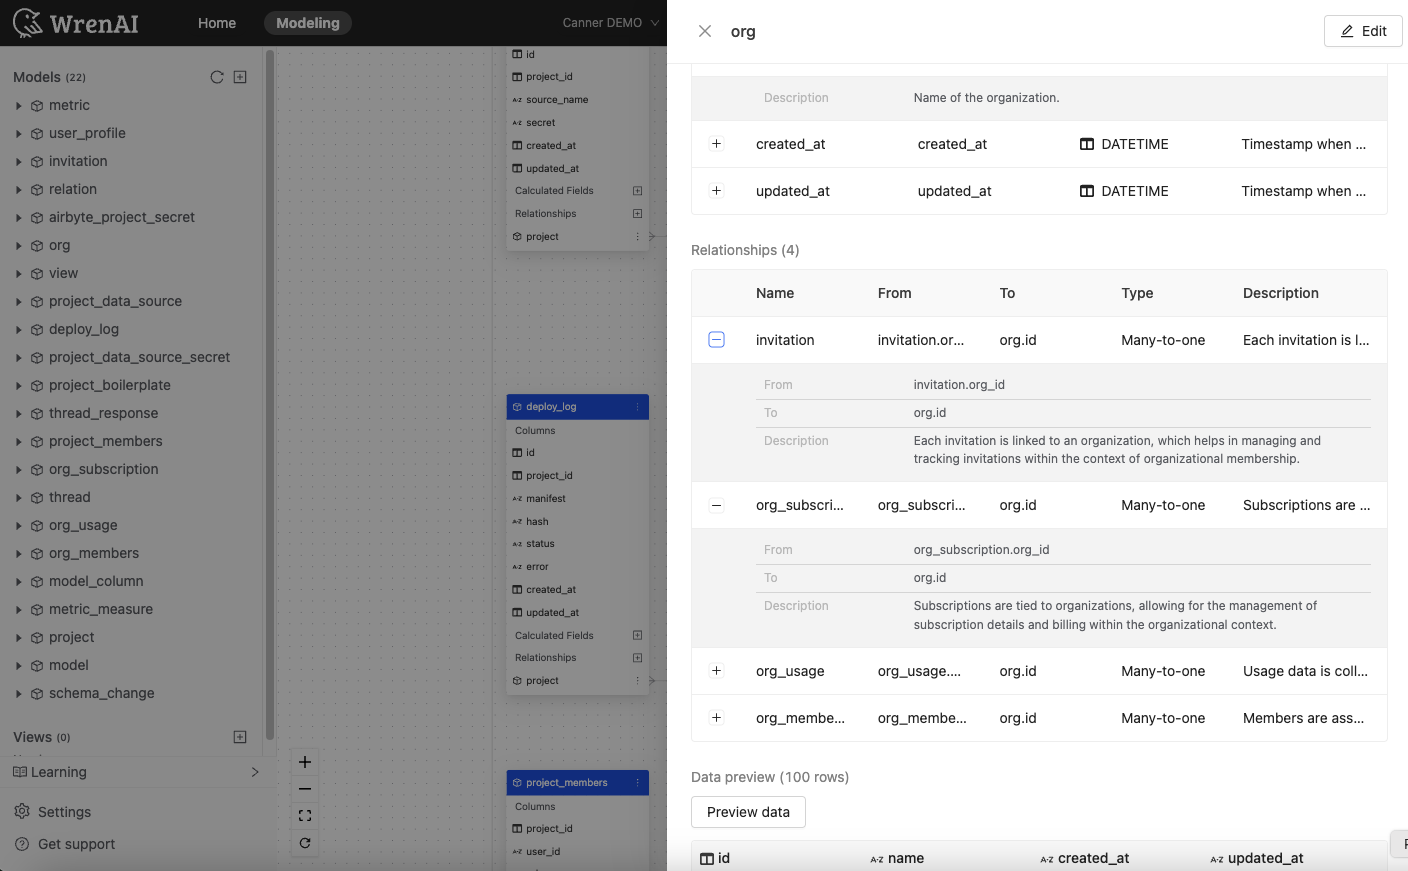 WrenAI
Home
Modeling
Canner DEMO
Models (22)
metric
user_profile
invitation
relation
airbyte_project_secret
org
view
project_data_source
deploy_log
project_data_source_secret
project_boilerplate
thread_response
project_members
org_subscription
thread
org_usage
org_members
model_column
metric_measure
project
model
schema_change
Views (0)
Learning
Settings
Get support
id
project_id
source_name
secret
created_at
updated_at
Calculated Fields
Relationships
project
deploy_log
Columns
id
project_id
manifest
hash
status
error
created_at
updated_at
Calculated Fields
Relationships
project
project_members
Columns
project_id
user_id
org
Edit
Description Name of the organization.
created_at created_at DATETIME Timestamp when ...
updated_at updated_at DATETIME Timestamp when ...
Relationships (4)
Name From To Type Description
invitation invitation.or... org.id Many-to-one Each invitation is l...
From invitation.org_id
To org.id
Description Each invitation is linked to an organization, which helps in managing and
tracking invitations within the context of organizational membership.
org_subscri... org_subscri... org.id Many-to-one Subscriptions are ...
From org_subscription.org_id
To org.id
Description Subscriptions are tied to organizations, allowing for the management of
subscription details and billing within the organizational context.
org_usage org_usage.... org.id Many-to-one Usage data is coll...
org_membe... org_membe... org.id Many-to-one Members are ass...
Data preview (100 rows)
Preview data
id A-Z name A-Z created_at A-Z updated_at